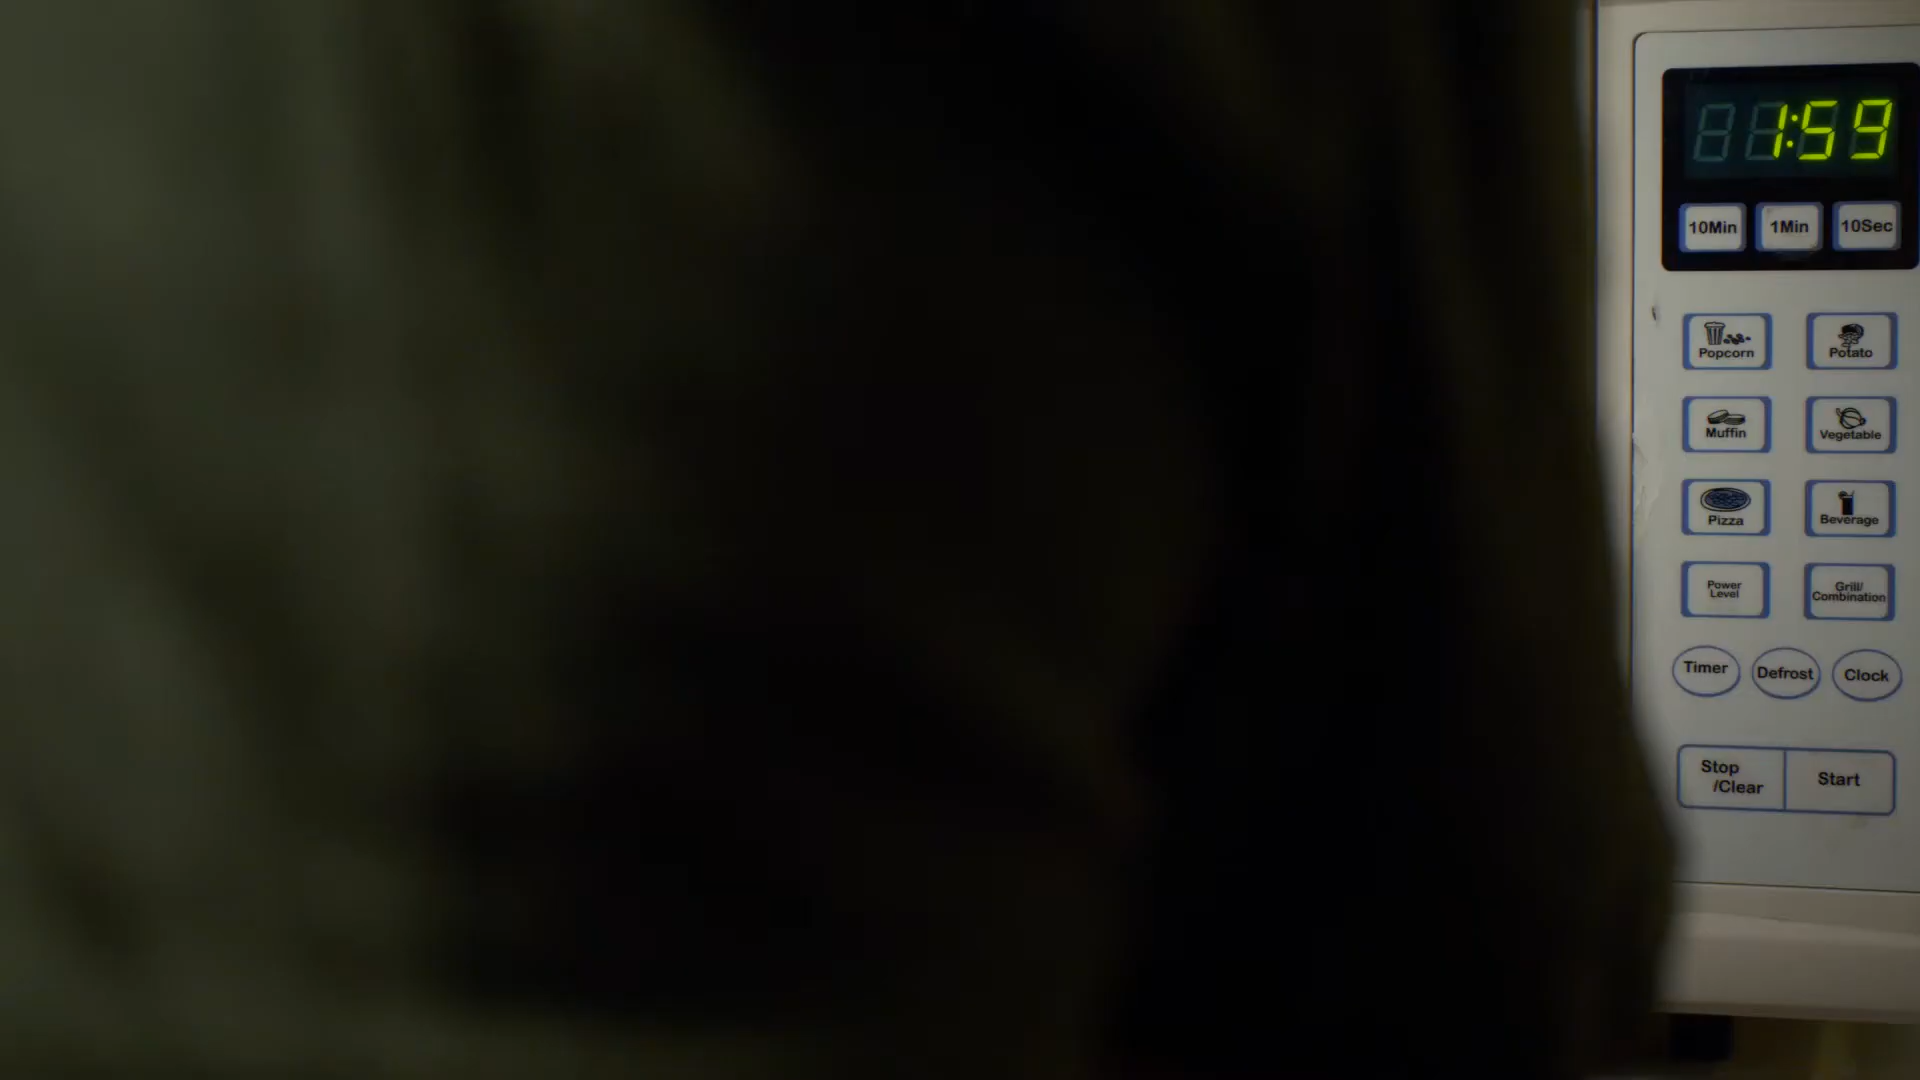 1:59
10Min 1Min 10Sec
Popcorn Potato
Muffin Vegetable
Pizza Beverage
Power
Level
Grill/
Combination
Timer Defrost Clock
Stop
/Clear
Start